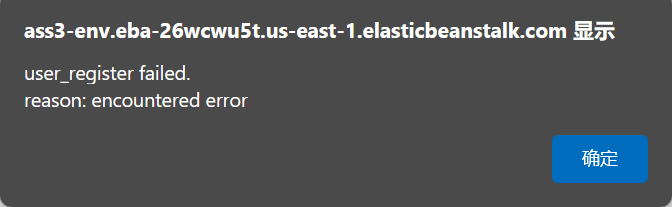 ass3-env.eba-26wcwu5t.us-east-1.elasticbeanstalk.com 显示
user_register failed.
reason: encountered error
确定